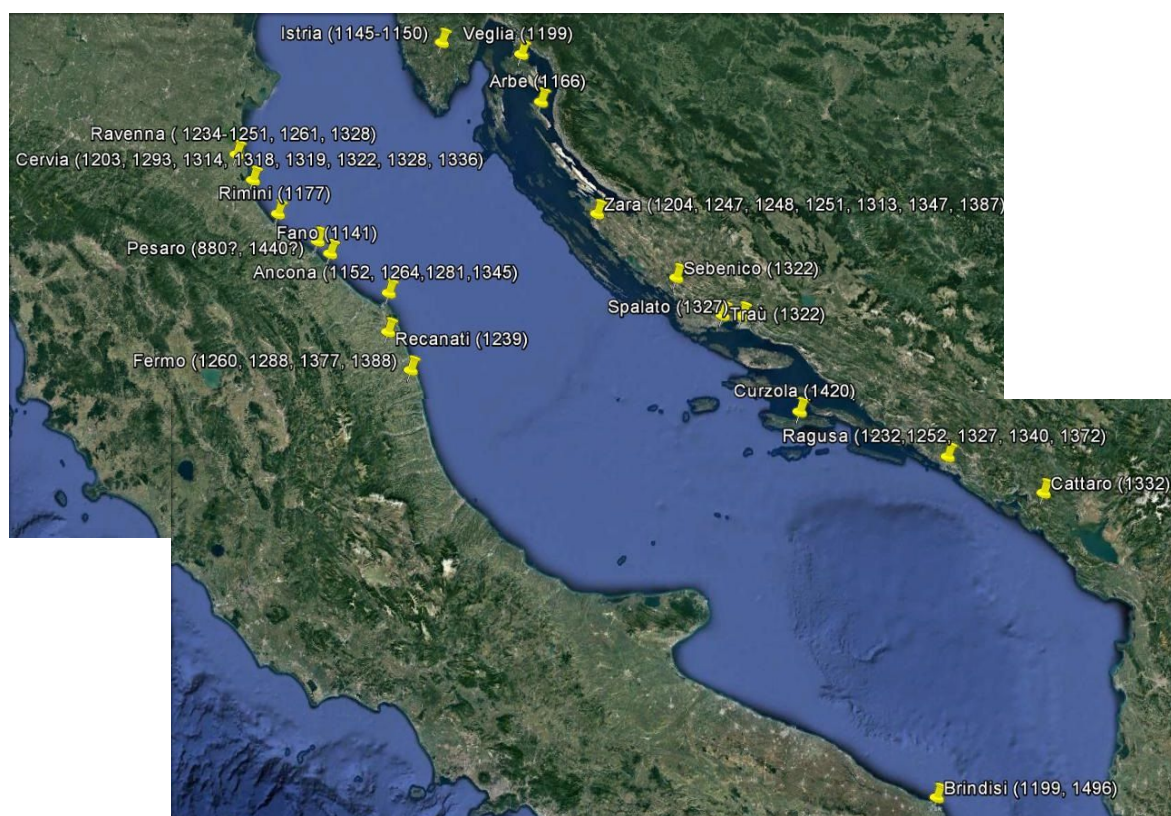 Istria (1145-1150)
Veglia (1199)
Arbe (1166)
Ravenna ( 1234-1251, 1261, 1328)
Cervia (1203, 1293, 1314, 1318, 1319, 1322, 1328, 1336)
Rimini (1177)
Zara (1204, 1247, 1248, 1251, 1313, 1347, 1387)
Fano (1141)
Pesaro (880?, 1440?)
Ancona (1152, 1264,1281,1345)
Sebenico (1322)
Spalato (1327)
Traù (1322)
Recanati (1239)
Fermo (1260, 1288, 1377, 1388)
Curzola (1420)
Ragusa (1232,1252, 1327, 1340, 1372)
Cattaro (1332)
Brindisi (1199, 1496)